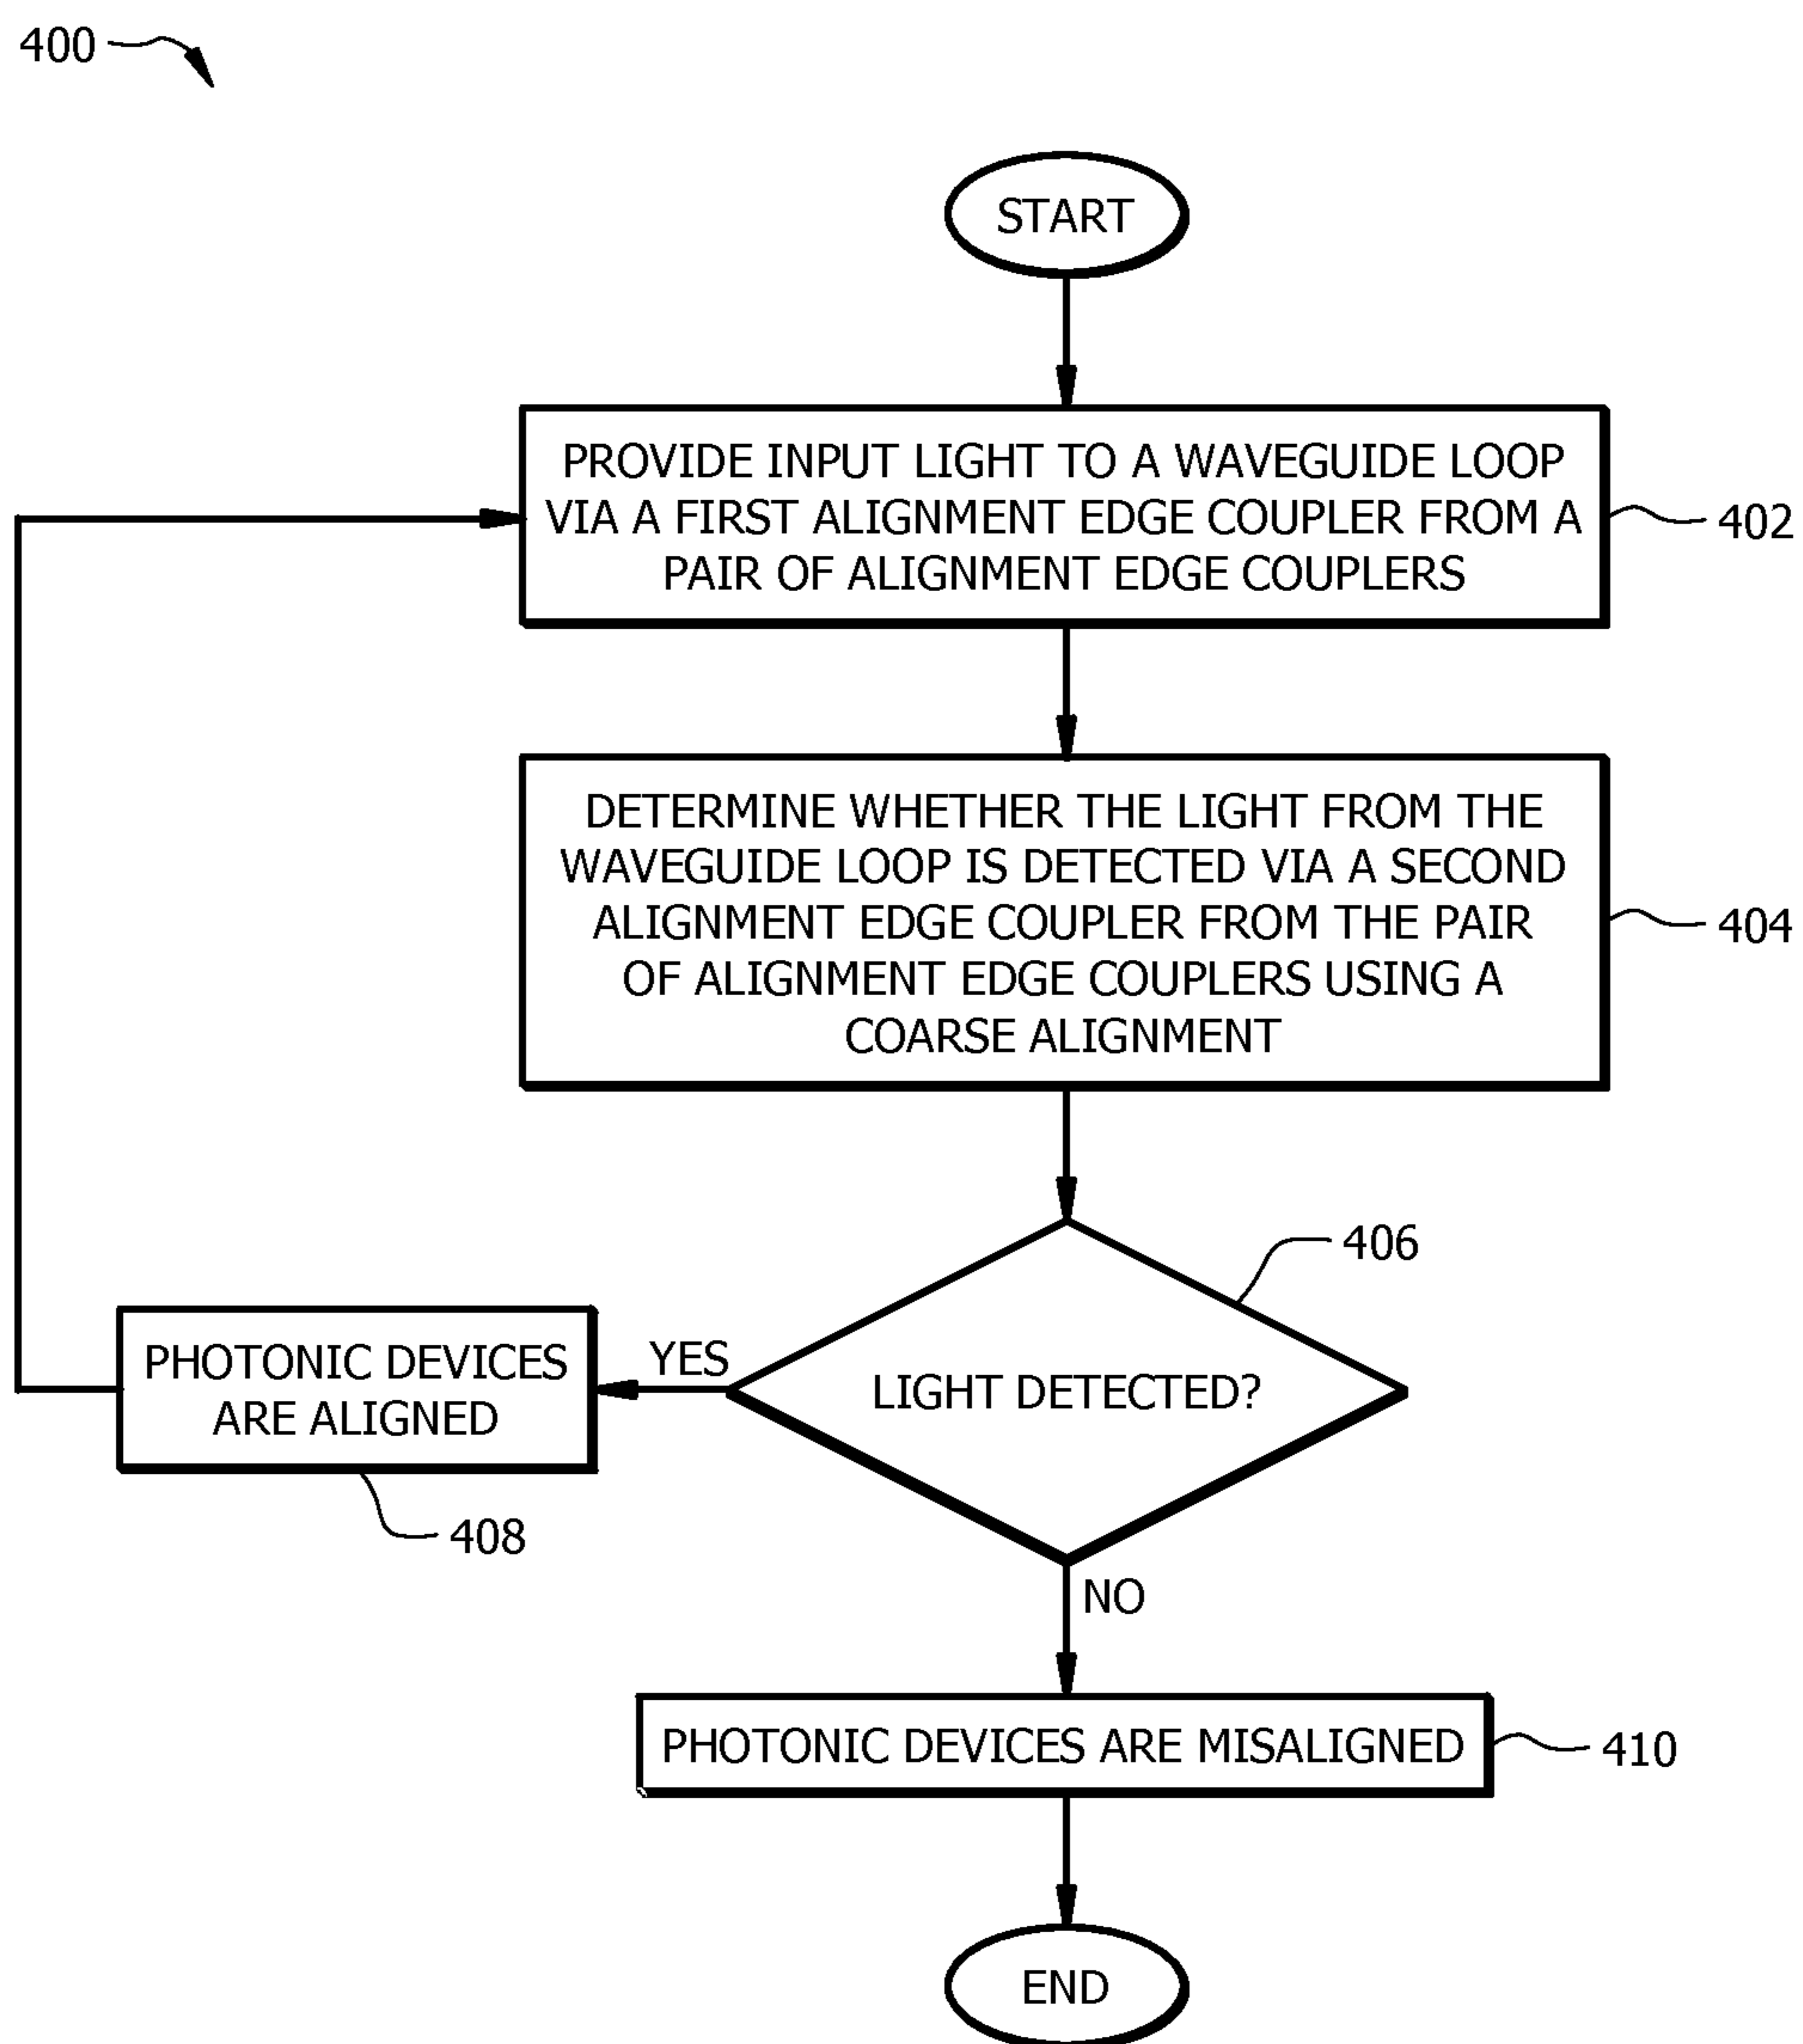 400
START
PROVIDE INPUT LIGHT TO A WAVEGUIDE LOOP
VIA A FIRST ALIGNMENT EDGE COUPLER FROM A
PAIR OF ALIGNMENT EDGE COUPLERS
402
DETERMINE WHETHER THE LIGHT FROM THE
WAVEGUIDE LOOP IS DETECTED VIA A SECOND
ALIGNMENT EDGE COUPLER FROM THE PAIR
OF ALIGNMENT EDGE COUPLERS USING A
COARSE ALIGNMENT
404
406
LIGHT DETECTED?
YES
PHOTONIC DEVICES
ARE ALIGNED
408
NO
PHOTONIC DEVICES ARE MISALIGNED
410
END